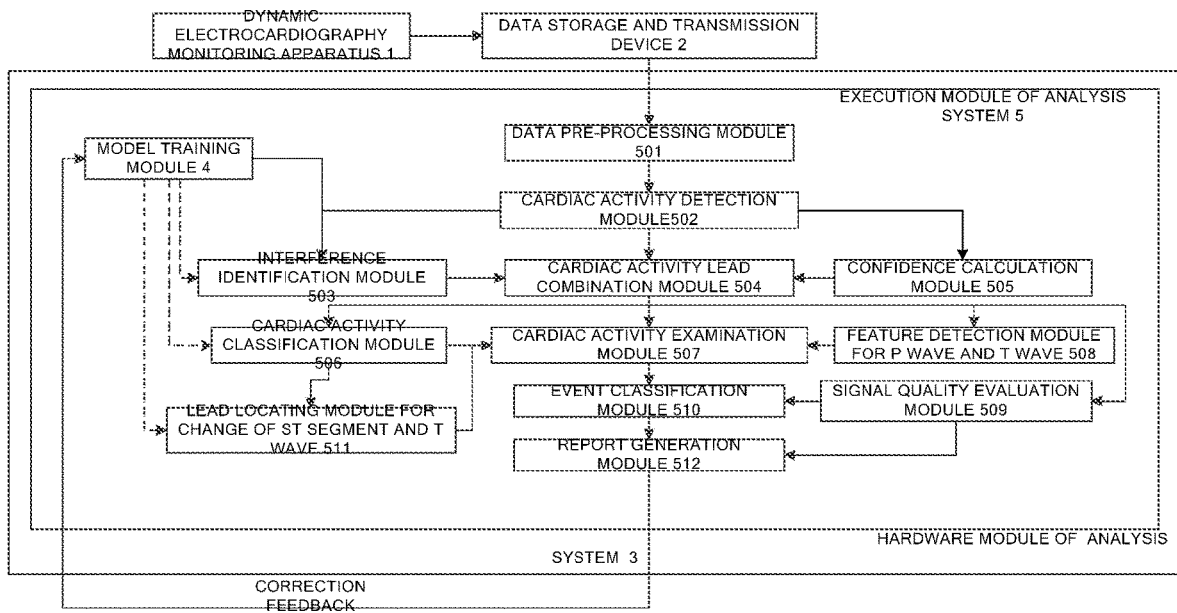 DYNAMIC
ELECTROCARDIOGRAPHY
MONITORING APPARATUS 1
DATA STORAGE AND TRANSMISSION
DEVICE 2
EXECUTION MODULE OF ANALYSIS
SYSTEM 5
DATA PRE-PROCESSING MODULE
501
MODEL TRAINING
MODULE 4
CARDIAC ACTIVITY DETECTION
MODULE502
INTERFERENCE
IDENTIFICATION MODULE
503
CARDIAC ACTIVITY LEAD
COMBINATION MODULE 504
CONFIDENCE CALCULATION
MODULE 505
CARDIAC ACTIVITY
CLASSIFICATION MODULE
506
CARDIAC ACTIVITY EXAMINATION
MODULE 507
FEATURE DETECTION MODULE
FOR P WAVE AND T WAVE 508
EVENT CLASSIFICATION
MODULE 510
SIGNAL QUALITY EVALUATION
MODULE 509
LEAD LOCATING MODULE FOR
CHANGE OF ST SEGMENT AND T
WAVE 511
REPORT GENERATION
MODULE 512
HARDWARE MODULE OF ANALYSIS
SYSTEM 3
CORRECTION
FEEDBACK